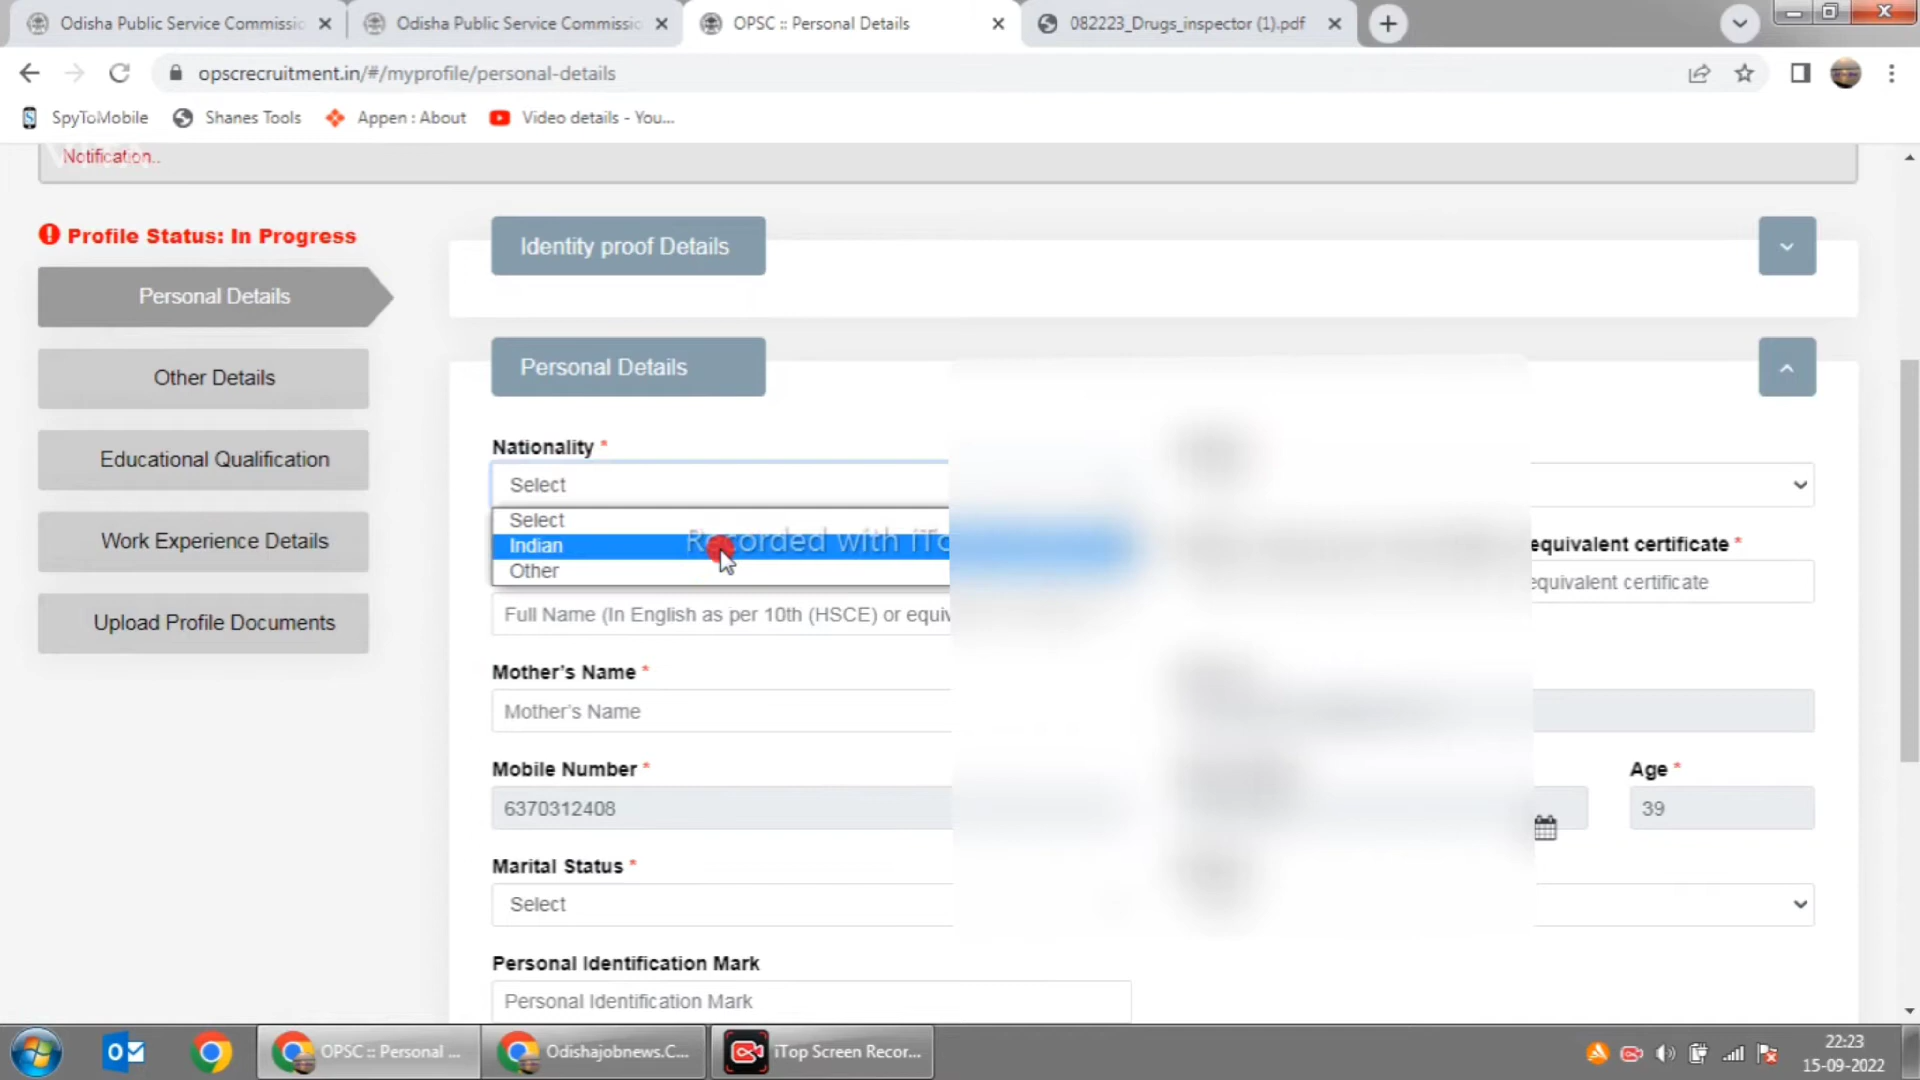 Odisha Public Service Commissio
Odisha Public Service Commissio
OPSC :: Personal Details
082223_Drugs_inspector (1).pdf
opscrecruitment.in/#/myprofile/personal-details
SpyToMobile
Shanes Tools
Appen : About
Video details - You...
Notification..
Profile Status: In Progress
Identity proof Details
Personal Details
Personal Details
Other Details
Educational Qualification
Nationality *
Select
Select
Indian
Recorded with iTo
Other
equivalent certificate *
equivalent certificate
Work Experience Details
Full Name (In English as per 10th (HSCE) or equiv
Upload Profile Documents
Mother's Name *
Mother's Name
Mobile Number *
6370312408
Age *
39
Marital Status *
Select
Personal Identification Mark
Personal Identification Mark
OPSC :: Personal ...
Odishajobnews.C...
iTop Screen Recor...
22:23
15-09-2022